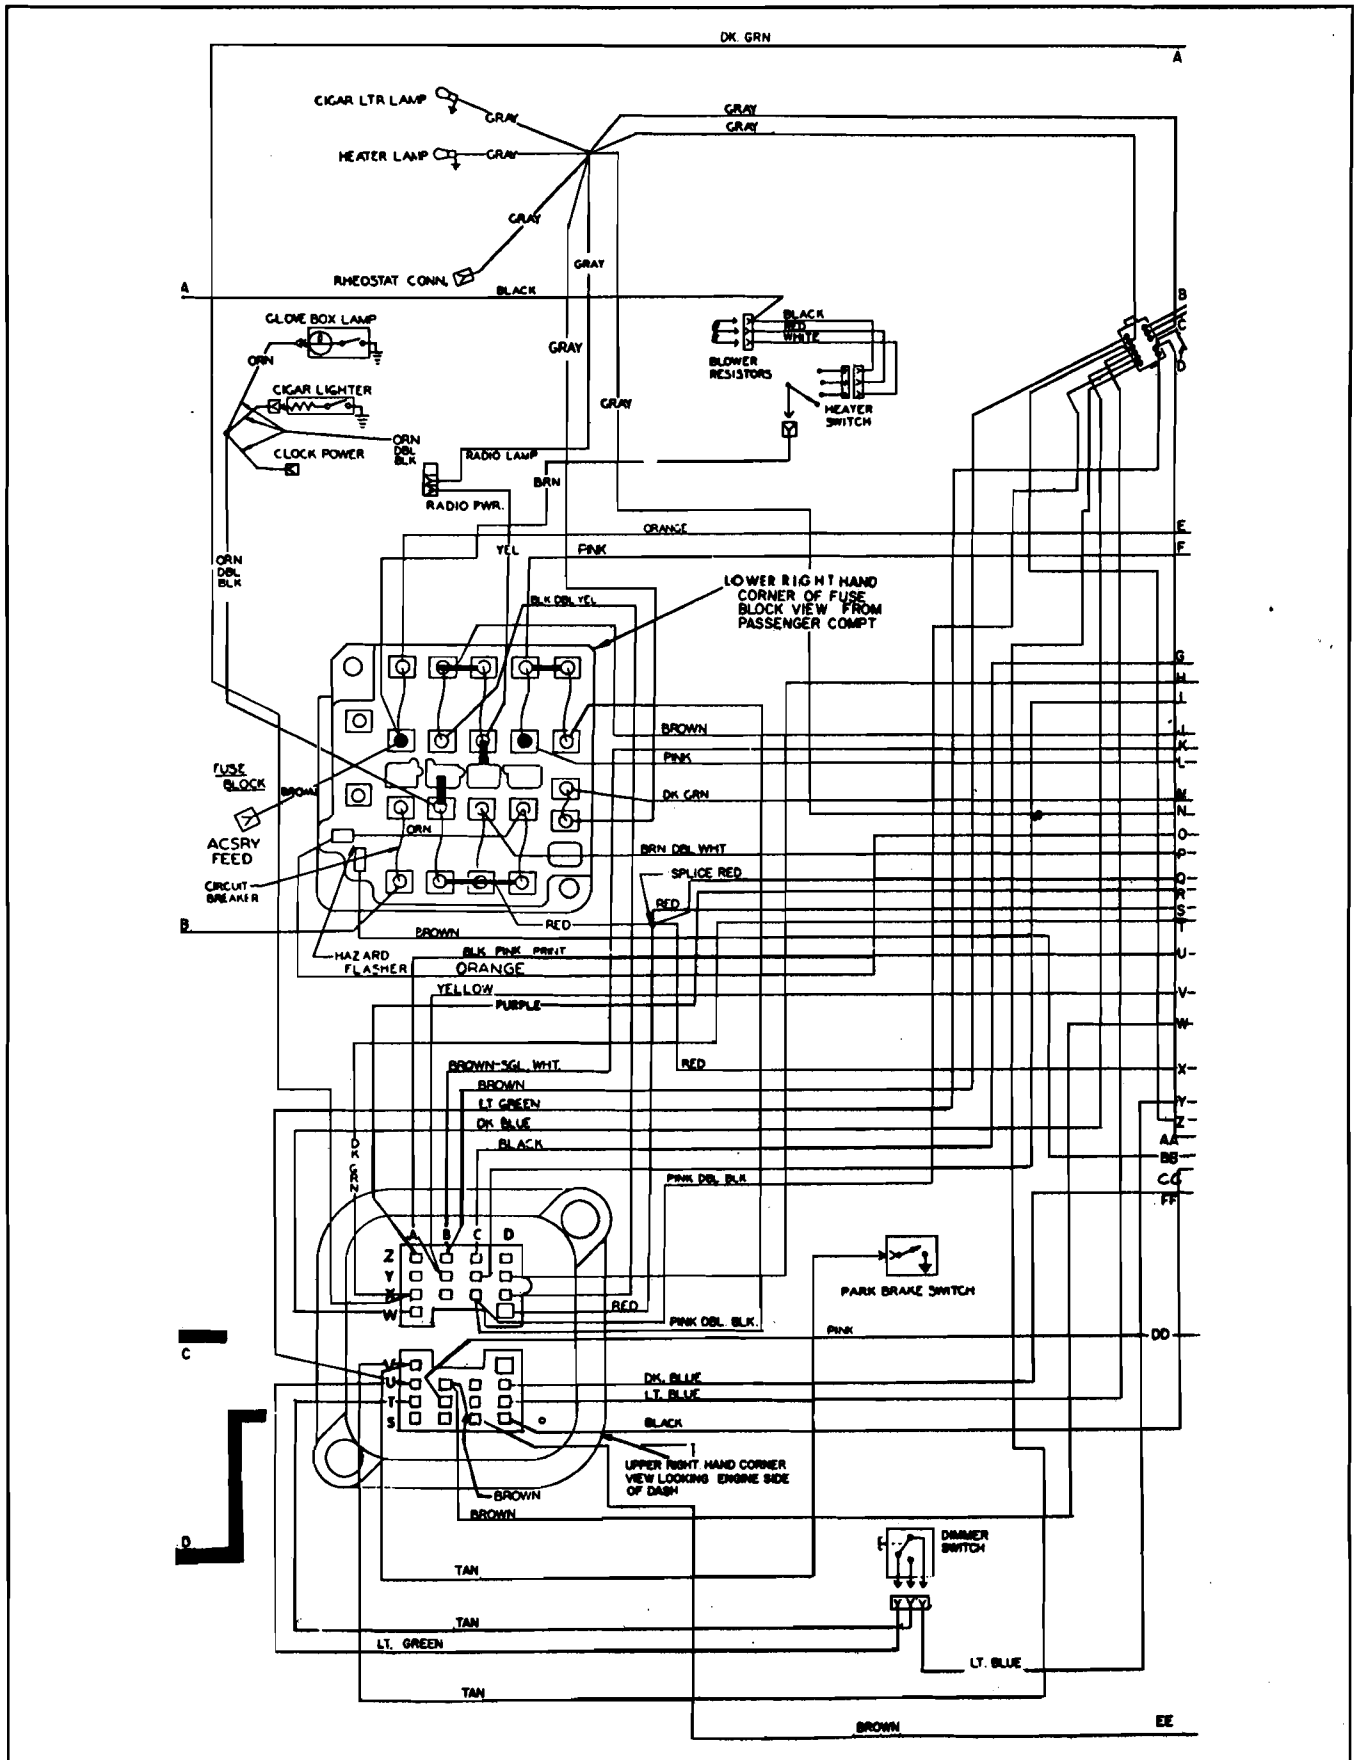 DK. GRN
A
CIGAR LTR LAMP
GRAY
GRAY
GRAY
HEATER LAMP
GRAY
GRAY
RHEOSTAT CONN.
GRAY
A
BLACK
B
C
D
GLOVE BOX LAMP
ORN
BLACK
RED
WHITE
BLOWER
RESISTORS
GRAY
CIGAR LIGHTER
GRAY
HEATER
SWITCH
CLOCK POWER
ORN
DBL
BLK
RADIO LAMP
BRN
RADIO PWR.
ORANGE
E
YEL
PINK
F
ORN
DBL
BLK
BLK DBL YEL
LOWER RIGHT HAND
CORNER OF FUSE
BLOCK VIEW FROM
PASSENGER COMPT
G
H
I
BROWN
J
K
PINK
L
FUSE
BLOCK
BROWN
DK GRN
M
N
ORN
O
ACSRY
FEED
BRN DBL WHT
P
SPLICE RED
Q
CIRCUIT
BREAKER
R
RED
S
B
RED
T
BROWN
HAZARD
FLASHER
BLK PINK PRINT
U
ORANGE
YELLOW
V
PURPLE
W
BROWN-SGL. WHT.
RED
X
BROWN
LT GREEN
Y
DK BLUE
Z
DK GRN
BLACK
AA
BB
PINK DBL BLK
CC
FF
A B C D
Z
Y
X
W
PARK BRAKE SWITCH
RED
PINK DBL. BLK.
PINK
DD
C
V
U
T
S
DK. BLUE
LT. BLUE
BLACK
UPPER RIGHT HAND CORNER
VIEW LOOKING ENGINE SIDE
OF DASH
BROWN
BROWN
D
DIMMER
SWITCH
TAN
TAN
LT. GREEN
LT. BLUE
TAN
BROWN
EE